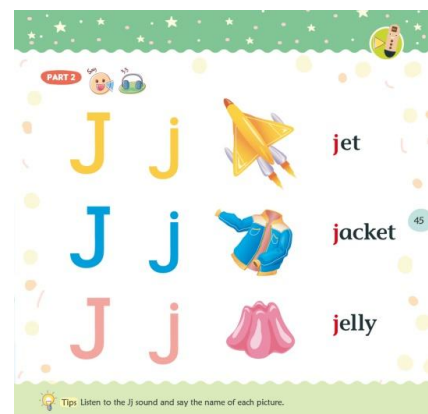 PART 2
Say
J j jet
J j jacket
45
J j jelly
Tips Listen to the Jj sound and say the name of each picture.